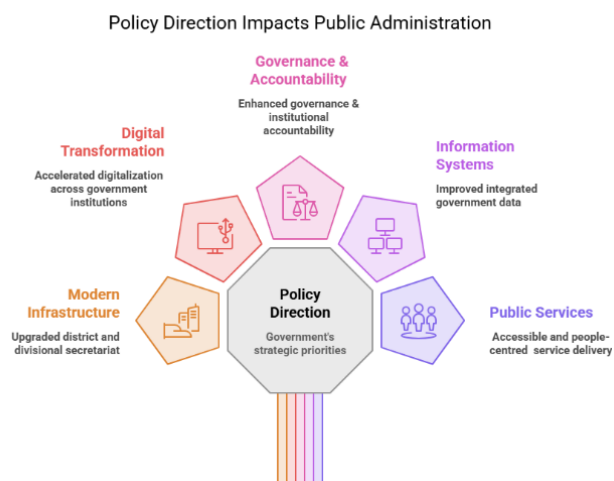 Policy Direction Impacts Public Administration
Governance &
Accountability
Enhanced governance &
institutional
accountability
Digital
Transformation
Accelerated digitalization
across government
institutions
Information
Systems
Improved integrated
government data
Modern
Infrastructure
Upgraded district and
divisional secretariat
Policy
Direction
Government's
strategic priorities
Public Services
Accessible and people-
centred service delivery